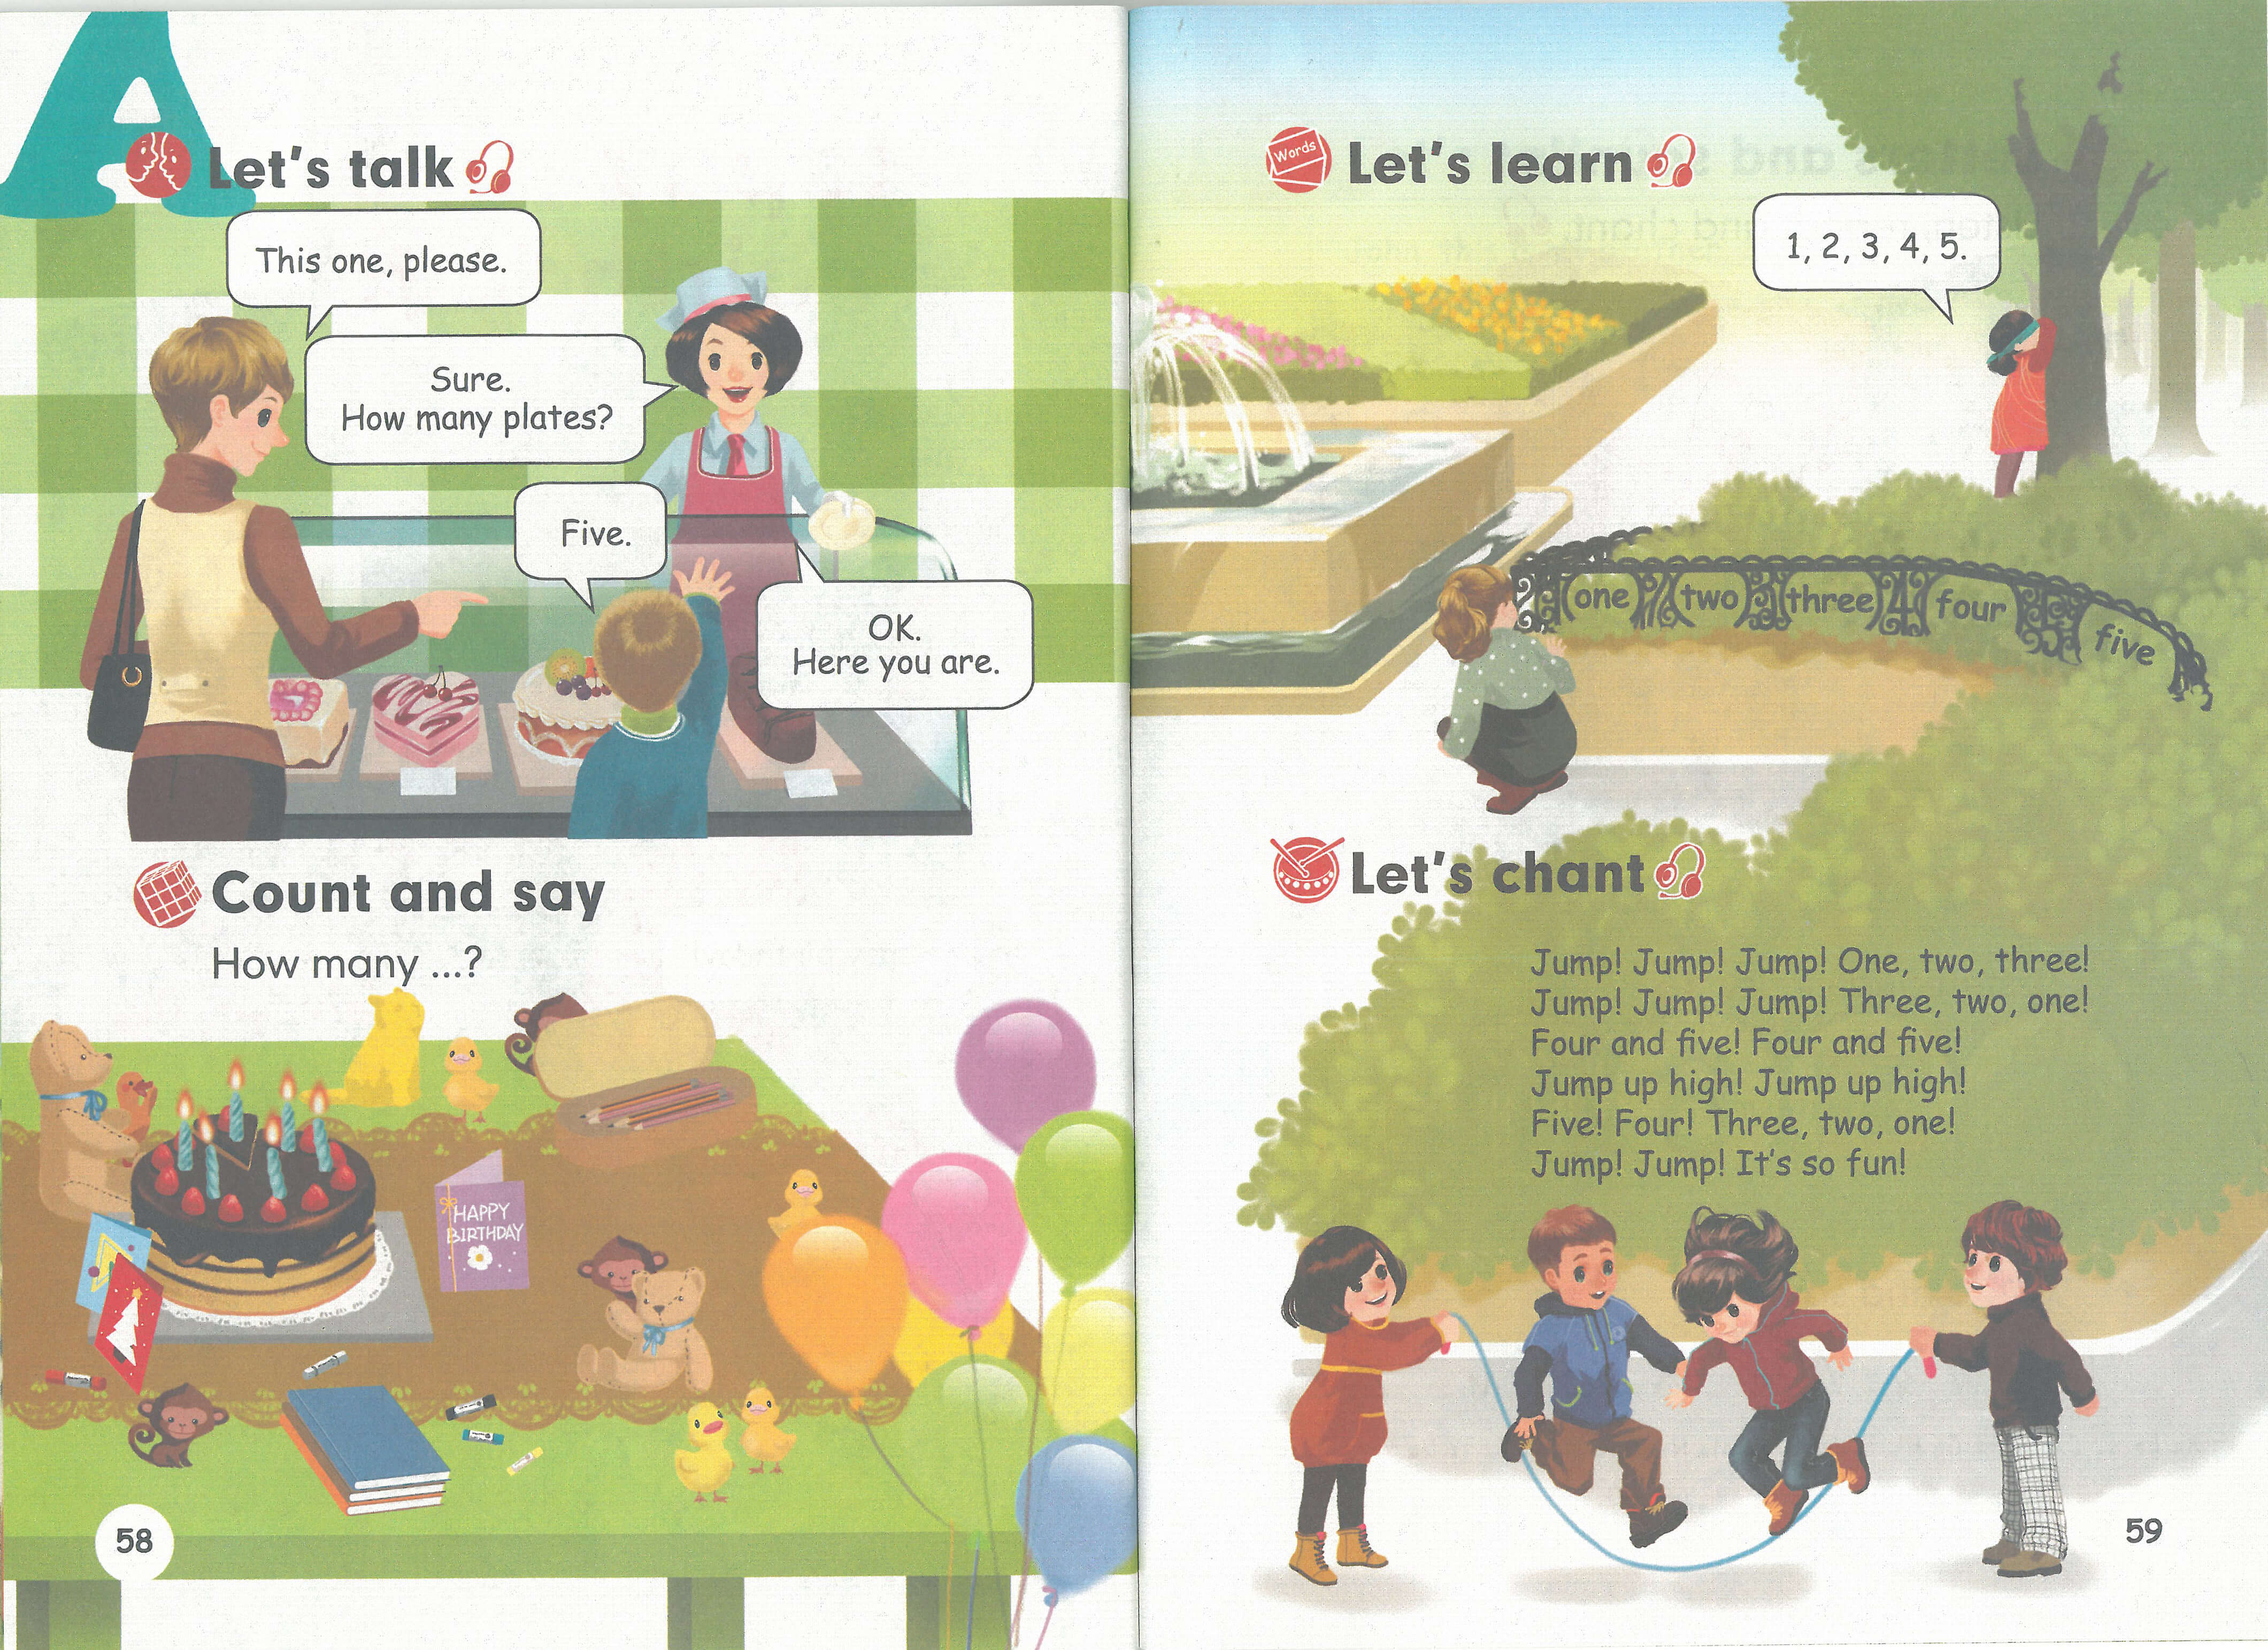 A
Let's talk
This one, please.
Sure.
How many plates?
Five.
OK.
Here you are.
Count and say
How many ...?
HAPPY
BIRTHDAY
58
Words
Let's learn
1, 2, 3, 4, 5.
one two three four five
Let's chant
Jump! Jump! Jump! One, two, three!
Jump! Jump! Jump! Three, two, one!
Four and five! Four and five!
Jump up high! Jump up high!
Five! Four! Three, two, one!
Jump! Jump! It's so fun!
59